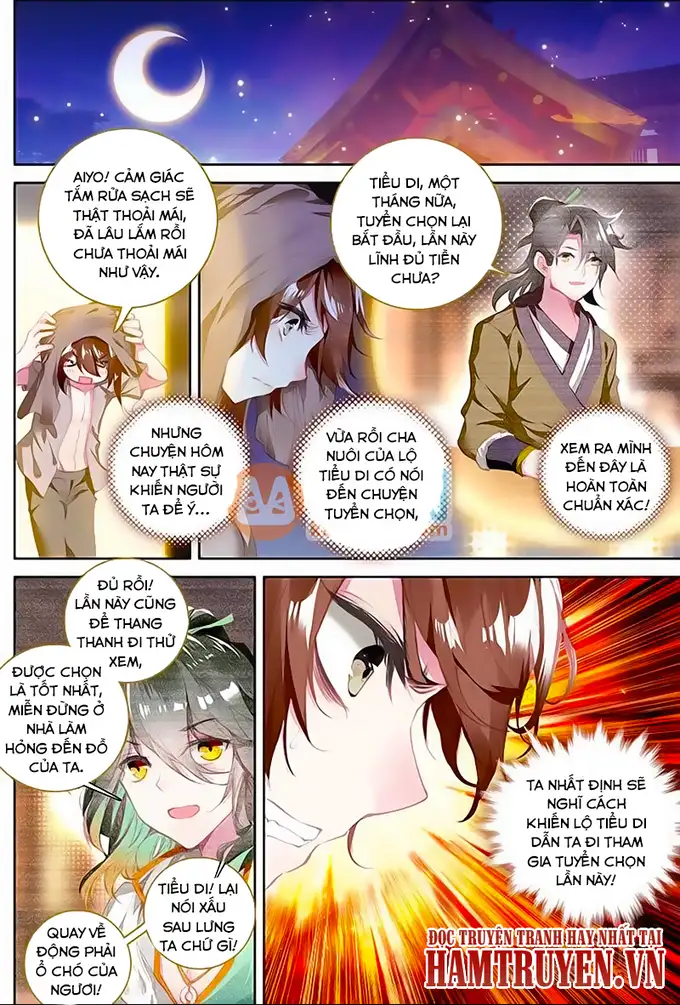 AIYO! CẢM GIÁC
TẮM RỬA SẠCH SẼ
THẬT THOẢI MÁI,
ĐÃ LÂU LẮM RỒI
CHƯA THOẢI MÁI
NHƯ VẬY.
TIỂU DI, MỘT
THÁNG NỮA,
TUYỂN CHỌN LẠI
BẮT ĐẦU, LẦN NÀY
LĨNH ĐỦ TIỀN
CHƯA?
NHƯNG
CHUYỆN HÔM
NAY THẬT SỰ
KHIẾN NGƯỜI
TA ĐỂ Ý...
VỪA RỒI CHA
NUÔI CỦA LỘ
TIỂU DI CÓ NÓI
ĐẾN CHUYỆN
TUYỂN CHỌN,
XEM RA MÌNH
ĐẾN ĐÂY LÀ
HOÀN TOÀN
CHUẨN XÁC!
ĐỦ RỒI!
LẦN NÀY CŨNG
ĐỂ THANG
THANH ĐI THỬ
XEM,
ĐƯỢC CHỌN
LÀ TỐT NHẤT,
MIỄN ĐỪNG Ở
NHÀ LÀM
HỎNG ĐẾN ĐỒ
CỦA TA.
TIỂU DI! LẠI
NÓI XẤU
SAU LƯNG
TA CHỨ GÌ!
QUAY VỀ
ĐỘNG PHẢI
Ổ CHÓ CỦA
NGƯƠI!
TA NHẤT ĐỊNH SẼ
NGHĨ CÁCH
KHIẾN LỘ TIỂU DI
DẪN TA ĐI THAM
GIA TUYỂN CHỌN
LẦN NÀY!
ĐỌC TRUYỆN TRANH HAY NHẤT TẠI
HAMTRUYEN.VN